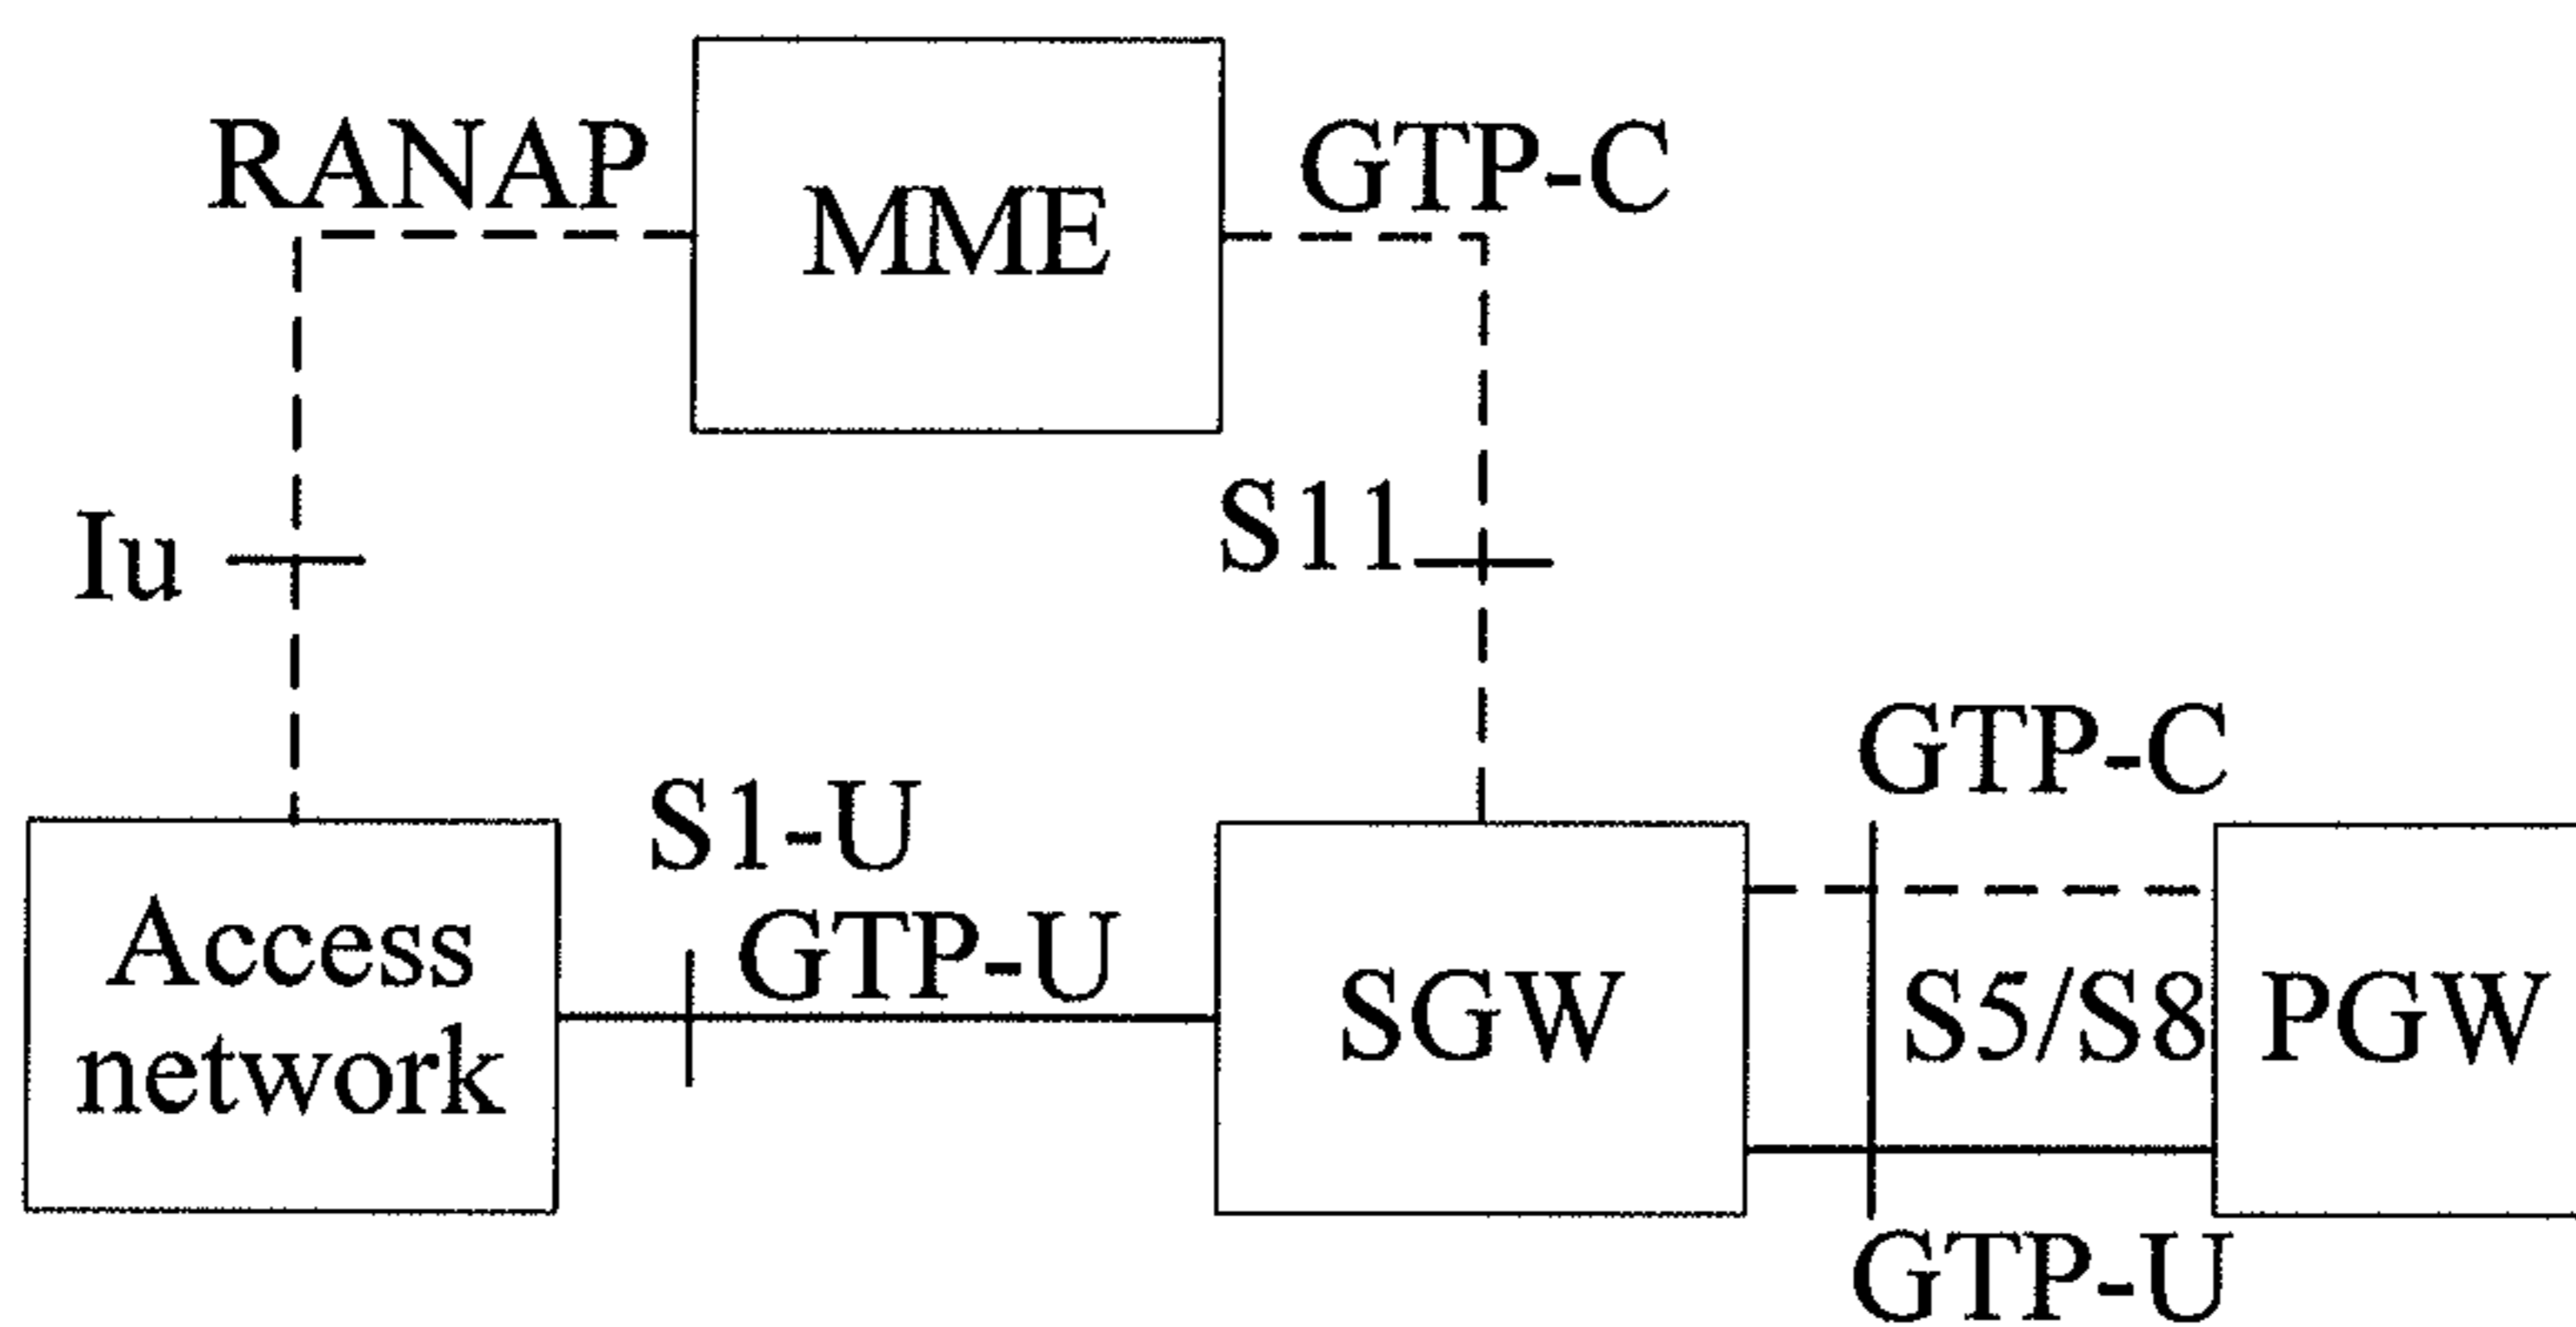 RANAP
MME
GTP-C
Iu
S11
S1-U
GTP-U
GTP-C
Access
network
SGW
S5/S8
PGW
GTP-U